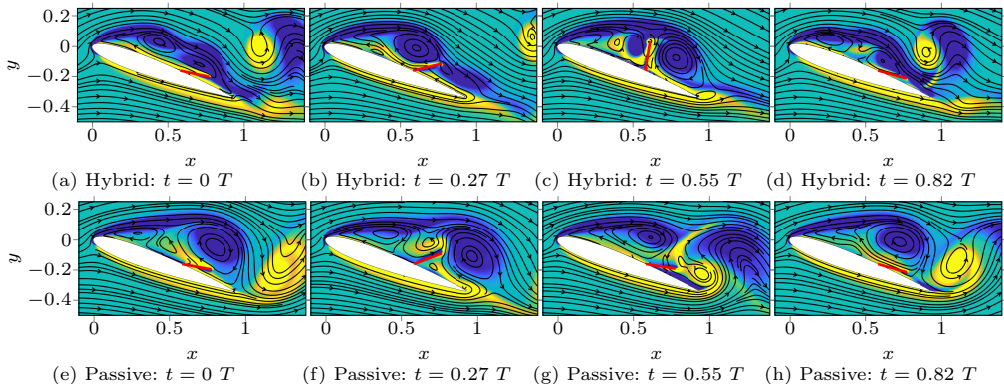 0.2
0
−0.2
−0.4
y
0 0.5 1 0 0.5 1 0 0.5 1 0 0.5 1
x x x x
(a) Hybrid: t = 0 T (b) Hybrid: t = 0.27 T (c) Hybrid: t = 0.55 T (d) Hybrid: t = 0.82 T
0.2
0
−0.2
−0.4
y
0 0.5 1 0 0.5 1 0 0.5 1 0 0.5 1
x x x x
(e) Passive: t = 0 T (f) Passive: t = 0.27 T (g) Passive: t = 0.55 T (h) Passive: t = 0.82 T